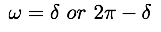 ω = δ or 2π − δ